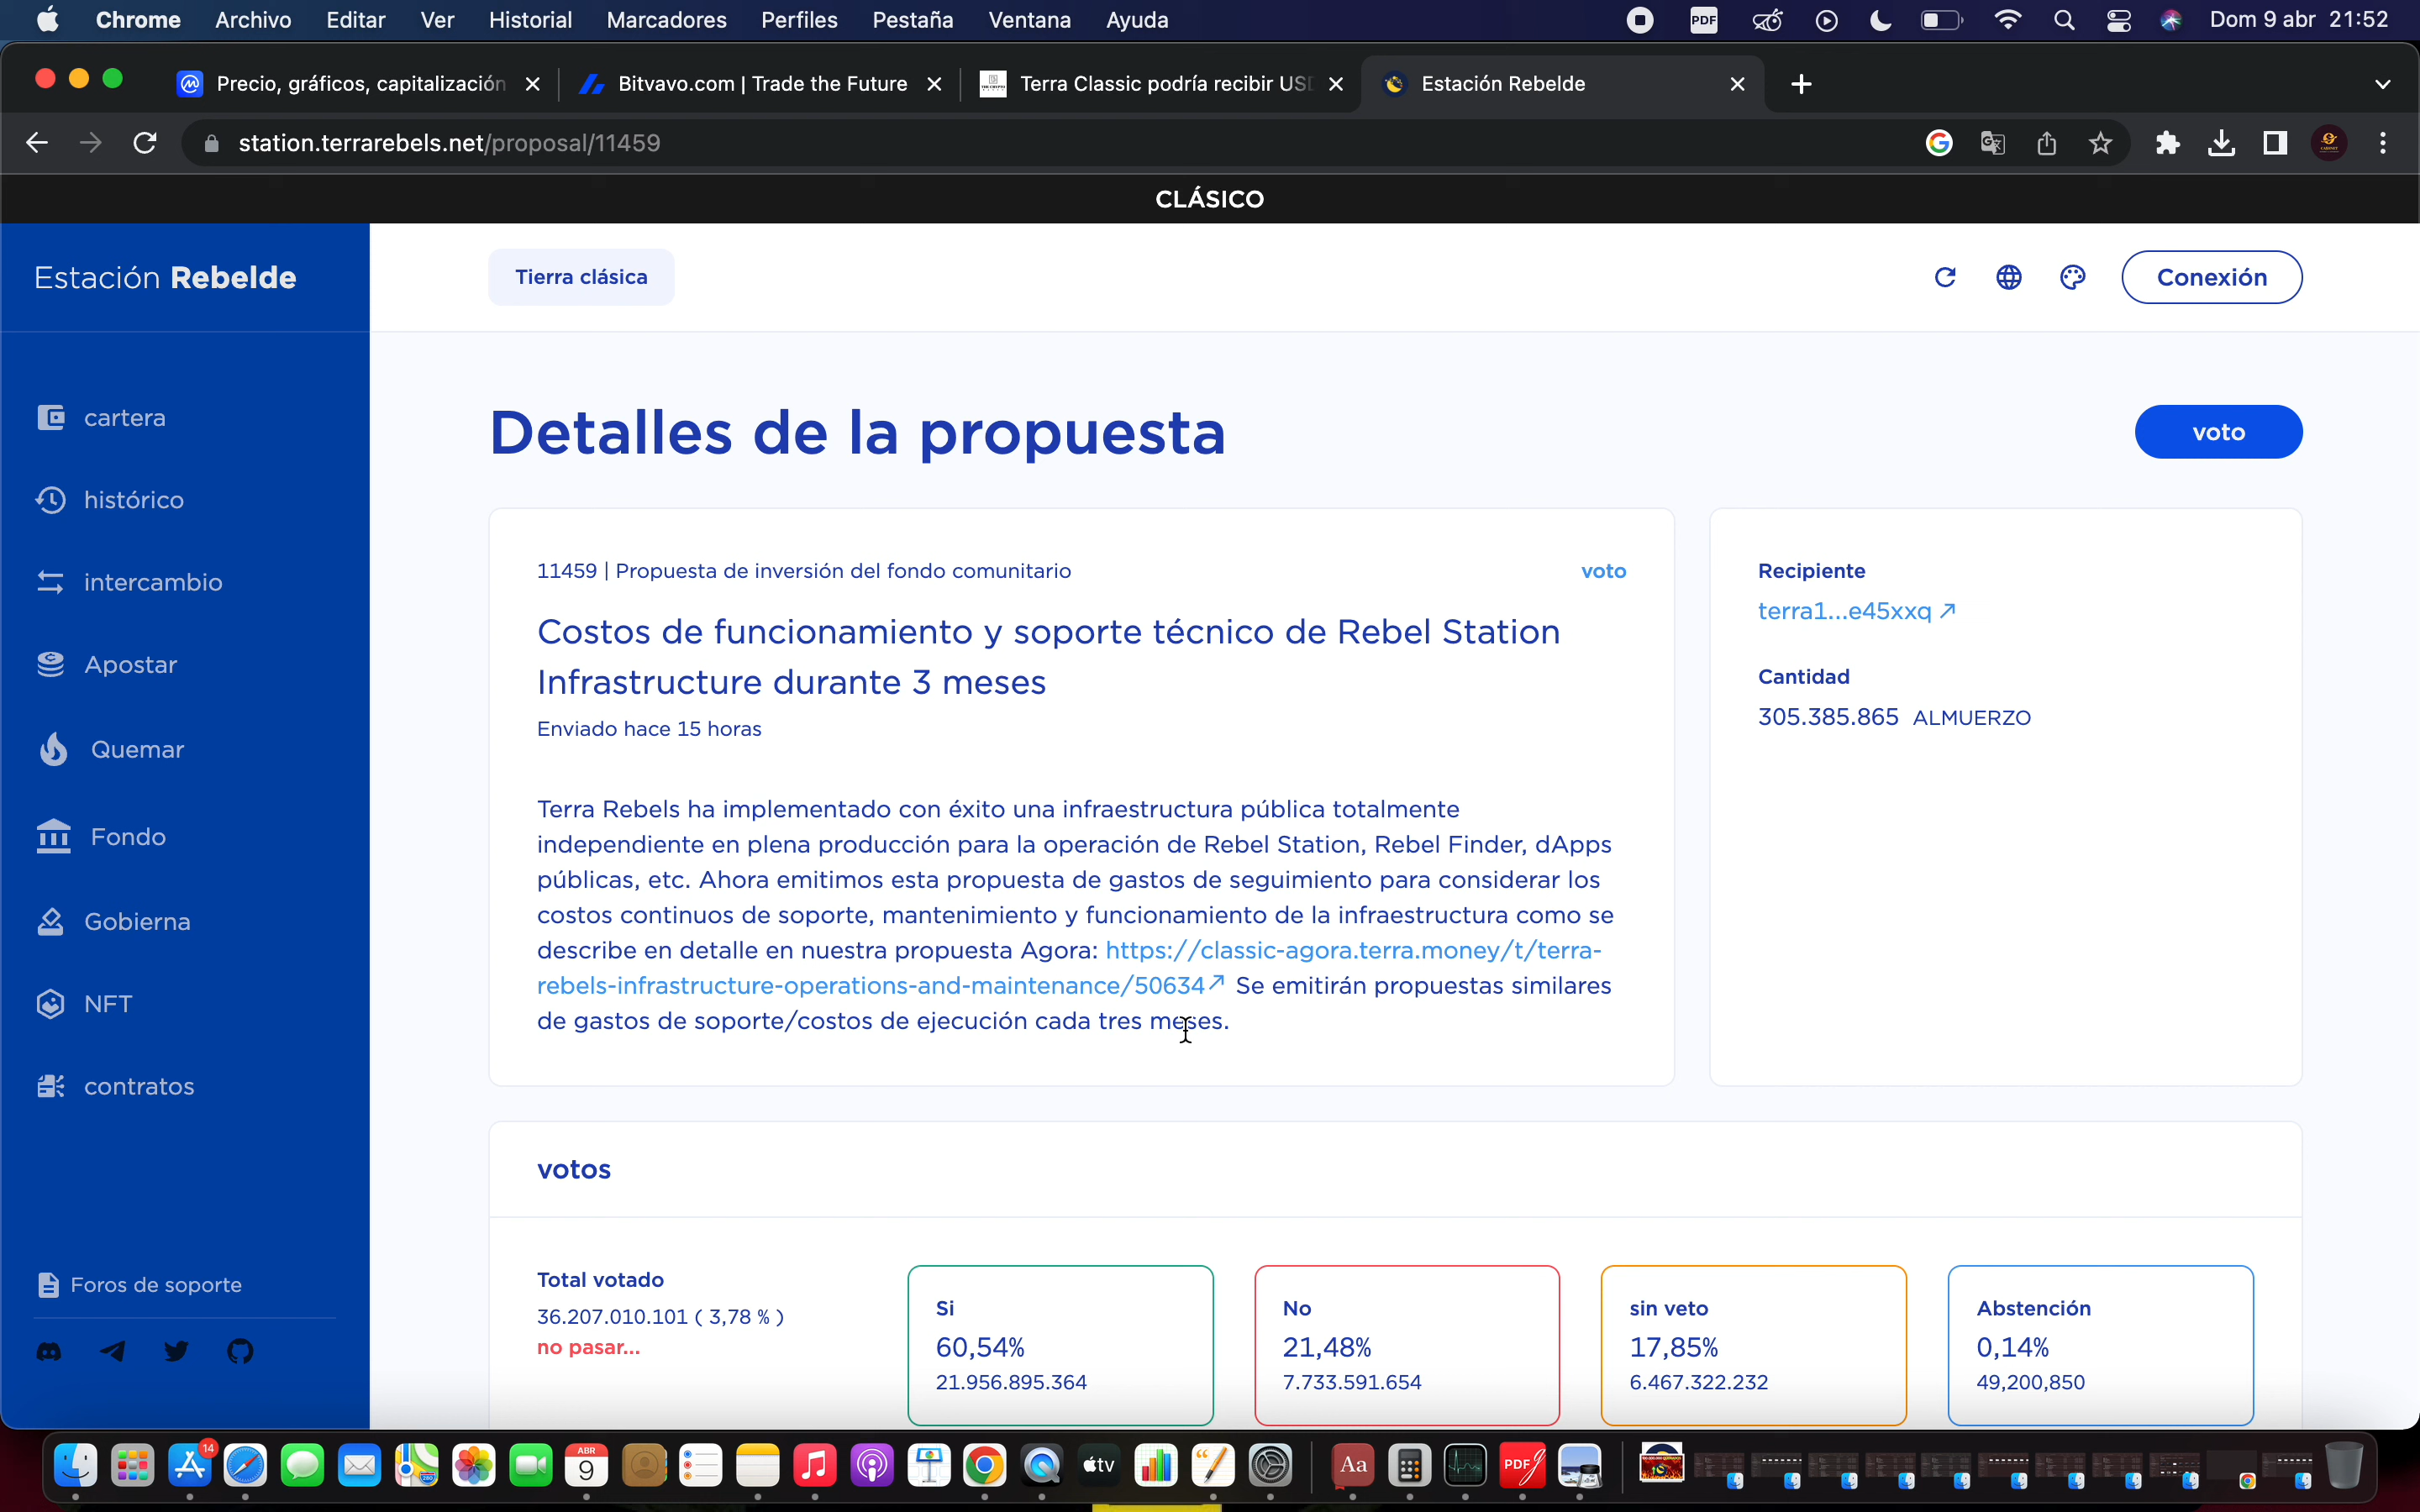 Chrome Archivo Editar Ver Historial Marcadores Perfiles Pestaña Ventana Ayuda PDF Dom 9 abr 21:52
Precio, gráficos, capitalización Bitvavo.com | Trade the Future Terra Classic podría recibir US Estación Rebelde
station.terrarebels.net/proposal/11459
CLÁSICO
Estación Rebelde
Tierra clásica
Conexión
cartera
histórico
intercambio
Apostar
Quemar
Fondo
Gobierna
NFT
contratos
Foros de soporte
Detalles de la propuesta
voto
11459 | Propuesta de inversión del fondo comunitario
voto
Costos de funcionamiento y soporte técnico de Rebel Station
Infrastructure durante 3 meses
Enviado hace 15 horas
Terra Rebels ha implementado con éxito una infraestructura pública totalmente
independiente en plena producción para la operación de Rebel Station, Rebel Finder, dApps
públicas, etc. Ahora emitimos esta propuesta de gastos de seguimiento para considerar los
costos continuos de soporte, mantenimiento y funcionamiento de la infraestructura como se
describe en detalle en nuestra propuesta Agora: https://classic-agora.terra.money/t/terra-
rebels-infrastructure-operations-and-maintenance/50634 Se emitirán propuestas similares
de gastos de soporte/costos de ejecución cada tres meses.
Recipiente
terra1...e45xxq
Cantidad
305.385.865 ALMUERZO
votos
Total votado
36.207.010.101 ( 3,78 % )
no pasar...
Si
60,54%
21.956.895.364
No
21,48%
7.733.591.654
sin veto
17,85%
6.467.322.232
Abstención
0,14%
49,200,850
14
ABR
9
tv
Aa
PDF